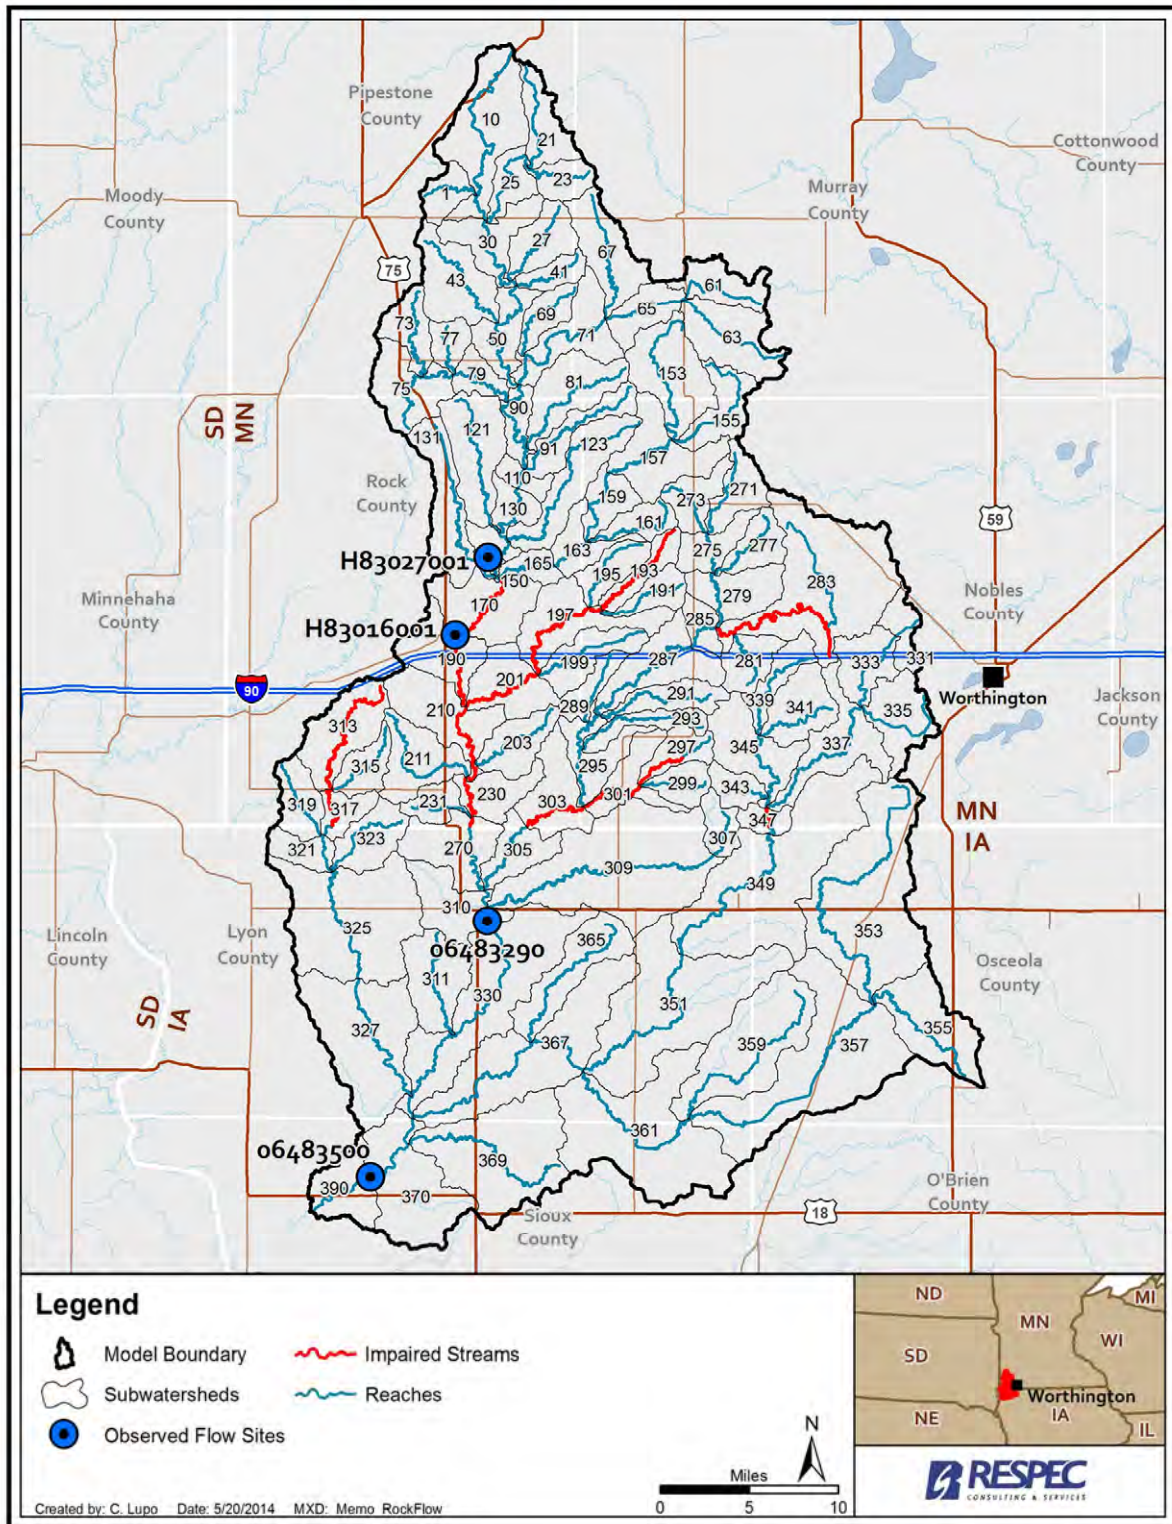 Pipestone
County
10
21
Cottonwood
County
25
23
1
Moody
County
Murray
County
30
27
67
75
41
43
61
65
69
73
77
50
71
63
79
81
153
75
90
SD
MN
121
155
131
91
123
157
110
Rock
County
159
271
273
130
161
59
H83027001
163
275
277
165
150
195
193
283
Minnehaha
County
191
279
Nobles
County
170
197
285
H83016001
190
199
287
281
333
331
90
201
Worthington
291
339
Jackson
County
210
289
341
335
313
293
203
297
345
337
211
315
295
299
343
230
301
319
231
303
317
347
MN
IA
323
307
270
305
321
309
349
310
325
365
353
Lincoln
County
Lyon
County
06483290
Osceola
County
311
330
SD
IA
351
355
327
367
359
357
361
06483500
369
390
370
O'Brien
County
18
Sioux
County
Legend
Model Boundary
Impaired Streams
Subwatersheds
Reaches
Observed Flow Sites
N
Miles
0 5 10
Created by: C. Lupo Date: 5/20/2014 MXD: Memo_RockFlow
ND
MN
MI
WI
SD
Worthington
NE
IA
IL
RESPEC
CONSULTING & SERVICES